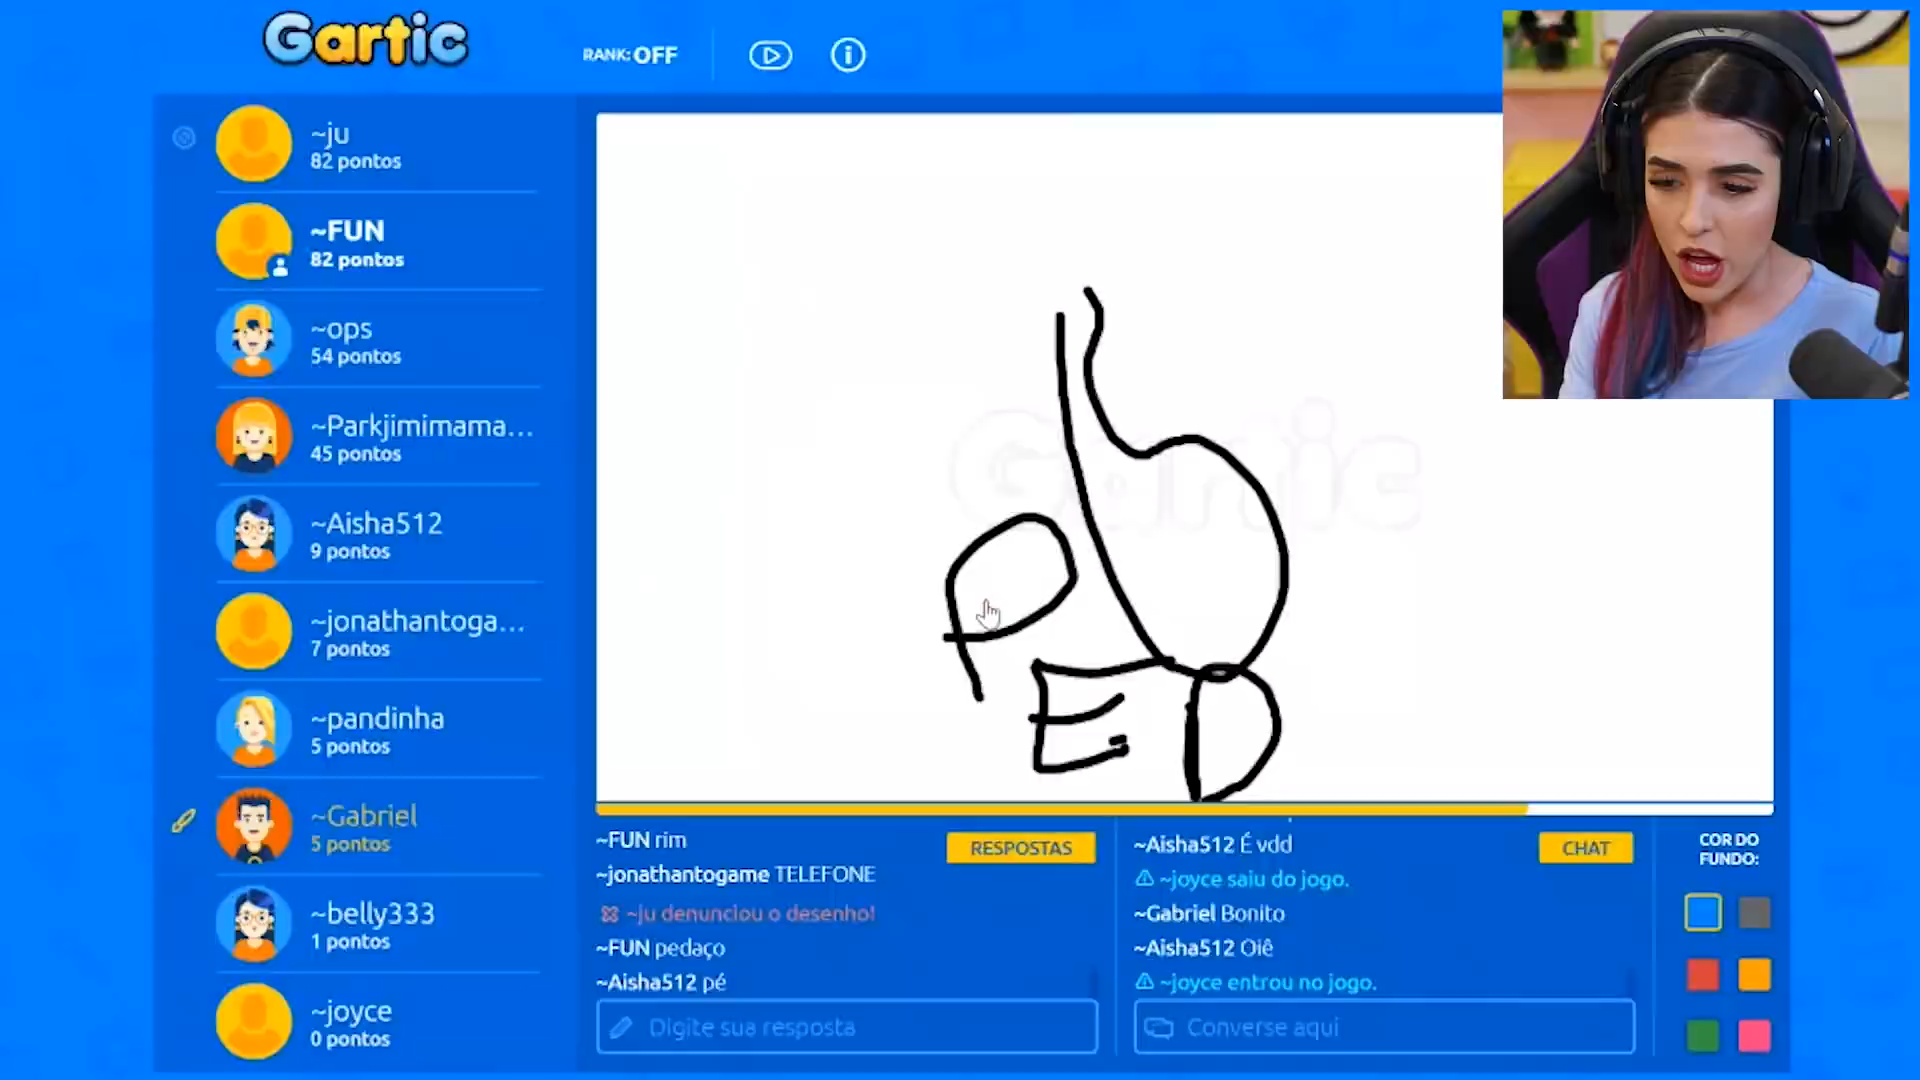 Gartic
RANK: OFF
~ju
82 pontos
~FUN
82 pontos
~ops
54 pontos
~Parkjimimama...
45 pontos
~Aisha512
9 pontos
~jonathantoga...
7 pontos
~pandinha
5 pontos
~Gabriel
5 pontos
~belly333
1 pontos
~joyce
0 pontos
Gartic
PED
~FUN rim
RESPOSTAS
~jonathantogame TELEFONE
~ju denunciou o desenho!
~FUN pedaço
~Aisha512 pé
Digite sua resposta
~Aisha512 É vdd
CHAT
~joyce saiu do jogo.
~Gabriel Bonito
~Aisha512 Oiê
~joyce entrou no jogo.
Converse aqui
COR DO
FUNDO: